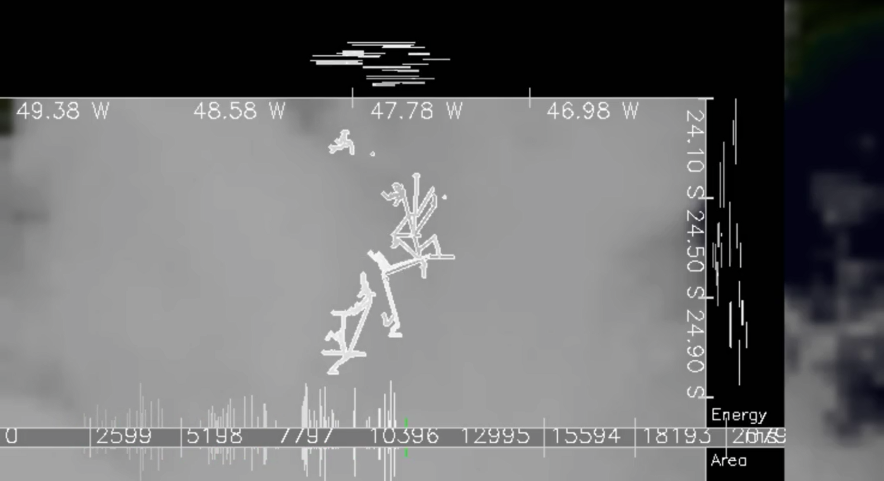 49.38 W 48.58 W 47.78 W 46.98 W
24.10 S 24.50 S 24.90 S
Energy
0 2599 5198 7797 10396 12995 15594 18193
Area